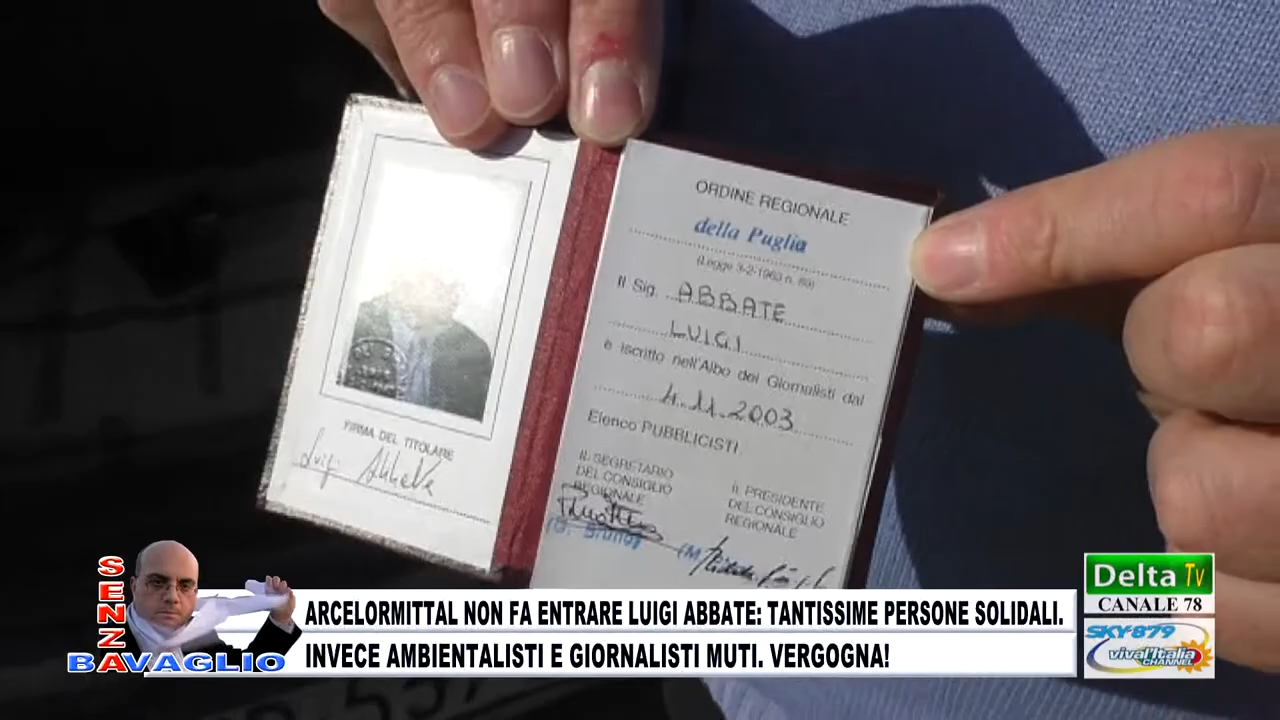 ORDINE REGIONALE
della Puglia
(Legge 3-2-1963 n. 69)
Il Sig. ABBATE
LUIGI
è iscritto nell'Albo dei Giornalisti dal
4.11.2003
Elenco PUBBLICISTI
IL SEGRETARIO
DEL CONSIGLIO
REGIONALE
IL PRESIDENTE
DEL CONSIGLIO
REGIONALE
(G. Bruno)
(M
FIRMA DEL TITOLARE
Luigi Abbate
SENZA
BAVAGLIO
ARCELORMITTAL NON FA ENTRARE LUIGI ABBATE: TANTISSIME PERSONE SOLIDALI.
INVECE AMBIENTALISTI E GIORNALISTI MUTI. VERGOGNA!
Delta Tv
CANALE 78
SKY-879
viva l'Italia
CHANNEL